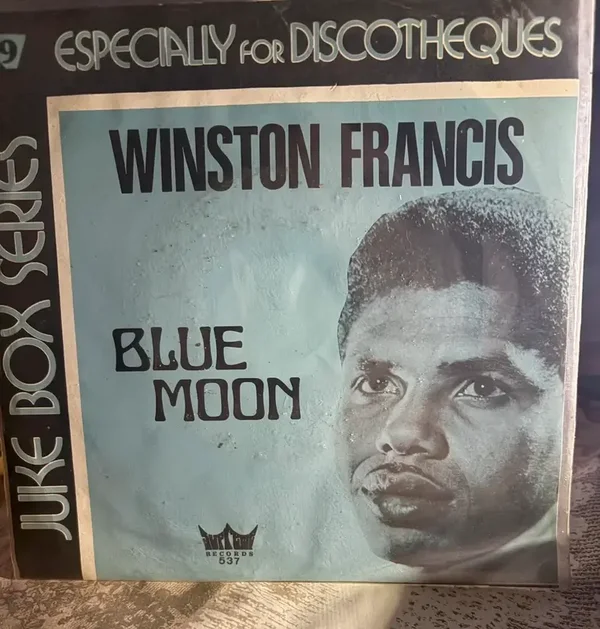 9
ESPECIALLY FOR DISCOTHEQUES
JUKE BOX SERIES
WINSTON FRANCIS
BLUE
MOON
RECORDS
537